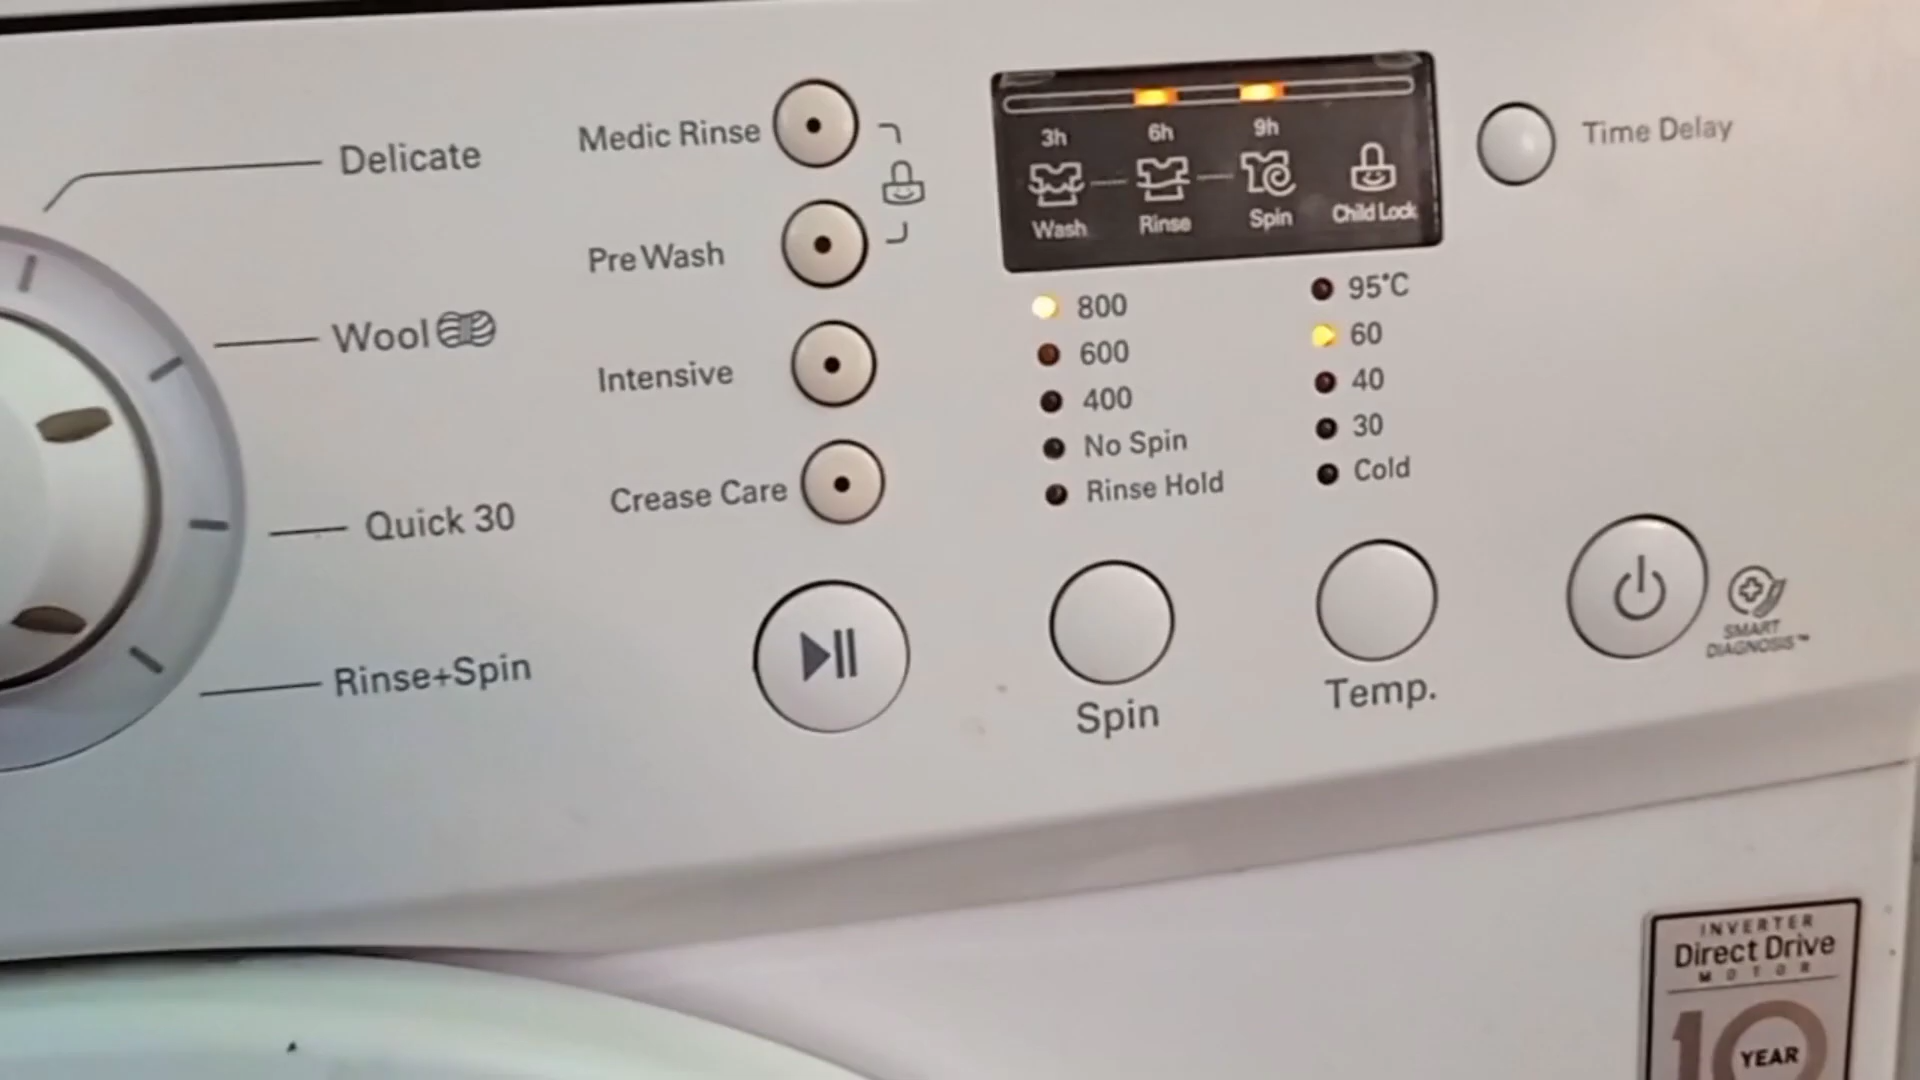 Delicate
Wool
Quick 30
Rinse+Spin
Medic Rinse
Pre Wash
Intensive
Crease Care
3h 6h 9h
Wash Rinse Spin Child Lock
Time Delay
800
600
400
No Spin
Rinse Hold
95°C
60
40
30
Cold
Spin
Temp.
SMART
DIAGNOSIS™
INVERTER
Direct Drive
MOTOR
10
YEAR